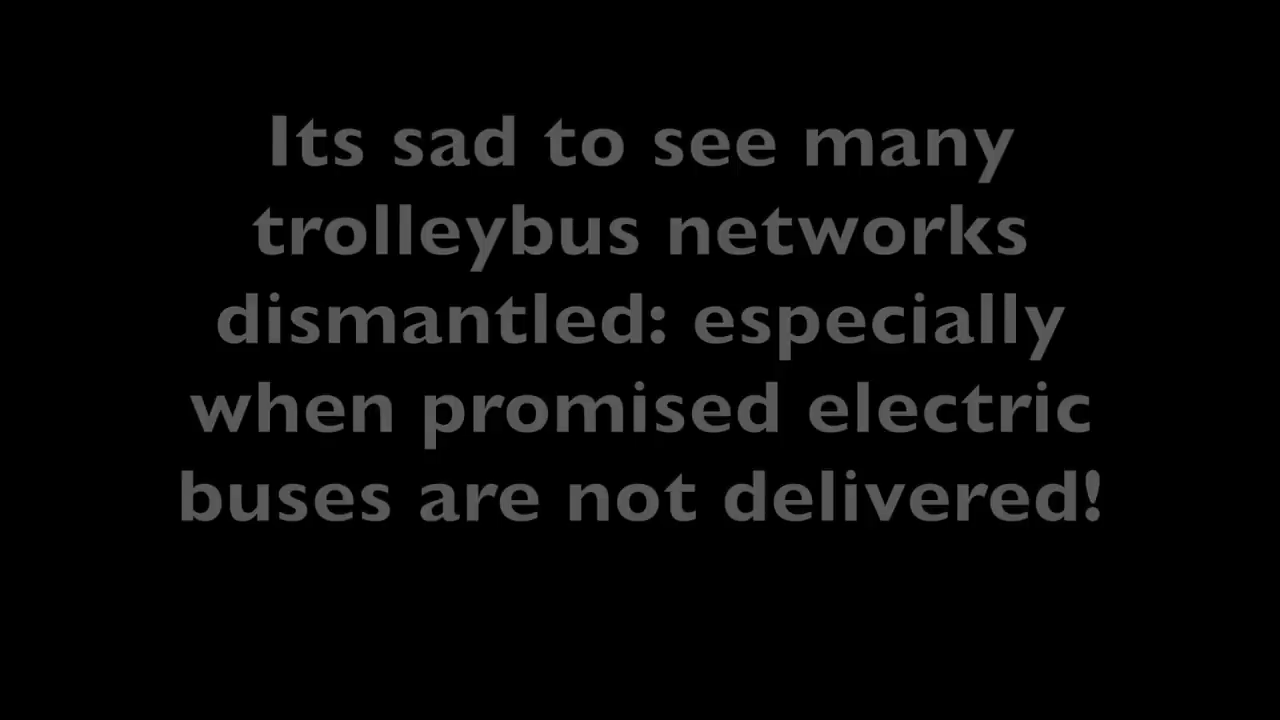 Its sad to see many
trolleybus networks
dismantled: especially
when promised electric
buses are not delivered!